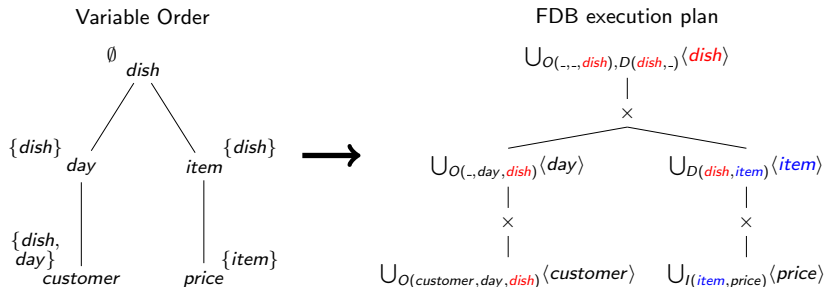 Variable Order
FDB execution plan
∅
dish
⋃O(_,_,dish),D(dish,_)⟨dish⟩
×
{dish}
day
item
{dish}
⋃O(_,day,dish)⟨day⟩
⋃D(dish,item)⟨item⟩
×
×
{dish,
day}
customer
price
{item}
⋃O(customer,day,dish)⟨customer⟩
⋃I(item,price)⟨price⟩